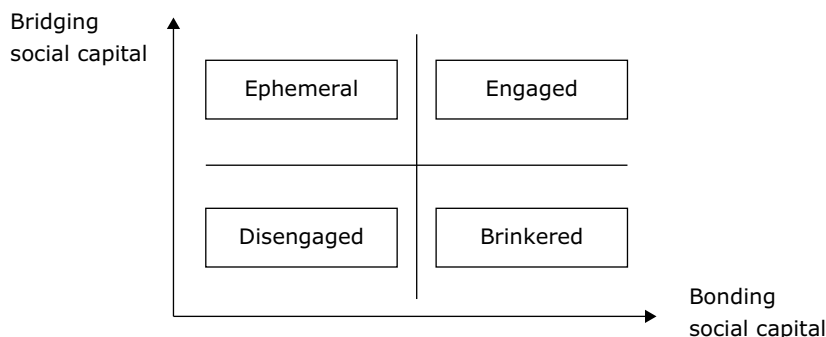 Bridging
social capital
Ephemeral
Engaged
Disengaged
Brinkered
Bonding
social capital